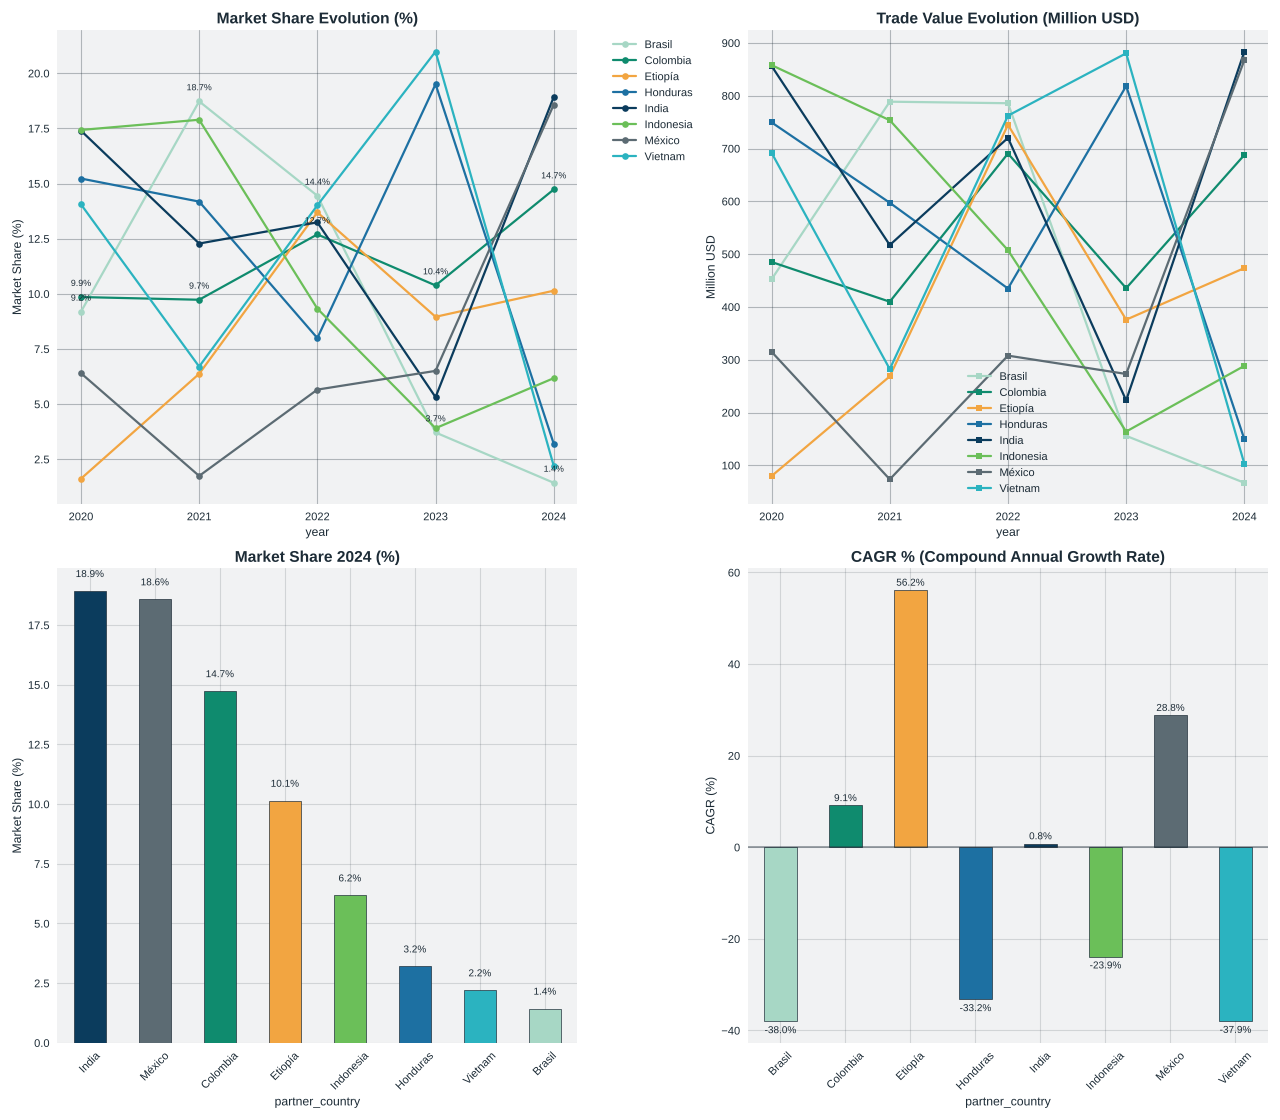 Market Share Evolution (%)
Market Share (%)
20.0
17.5
15.0
12.5
10.0
7.5
5.0
2.5
18.7%
14.4%
12.7%
14.7%
9.9%
9.7%
10.4%
3.7%
1.4%
2020
2021
2022
2023
2024
year
Brasil
Colombia
Etiopía
Honduras
India
Indonesia
México
Vietnam
Trade Value Evolution (Million USD)
Million USD
900
800
700
600
500
400
300
200
100
Brasil
Colombia
Etiopía
Honduras
India
Indonesia
México
Vietnam
2020
2021
2022
2023
2024
year
Market Share 2024 (%)
Market Share (%)
17.5
15.0
12.5
10.0
7.5
5.0
2.5
0.0
18.9%
18.6%
14.7%
10.1%
6.2%
3.2%
2.2%
1.4%
India
México
Colombia
Etiopía
Indonesia
Honduras
Vietnam
Brasil
partner_country
CAGR % (Compound Annual Growth Rate)
CAGR (%)
60
40
20
0
−20
−40
-38.0%
9.1%
56.2%
-33.2%
0.8%
-23.9%
28.8%
-37.9%
Brasil
Colombia
Etiopía
Honduras
India
Indonesia
México
Vietnam
partner_country